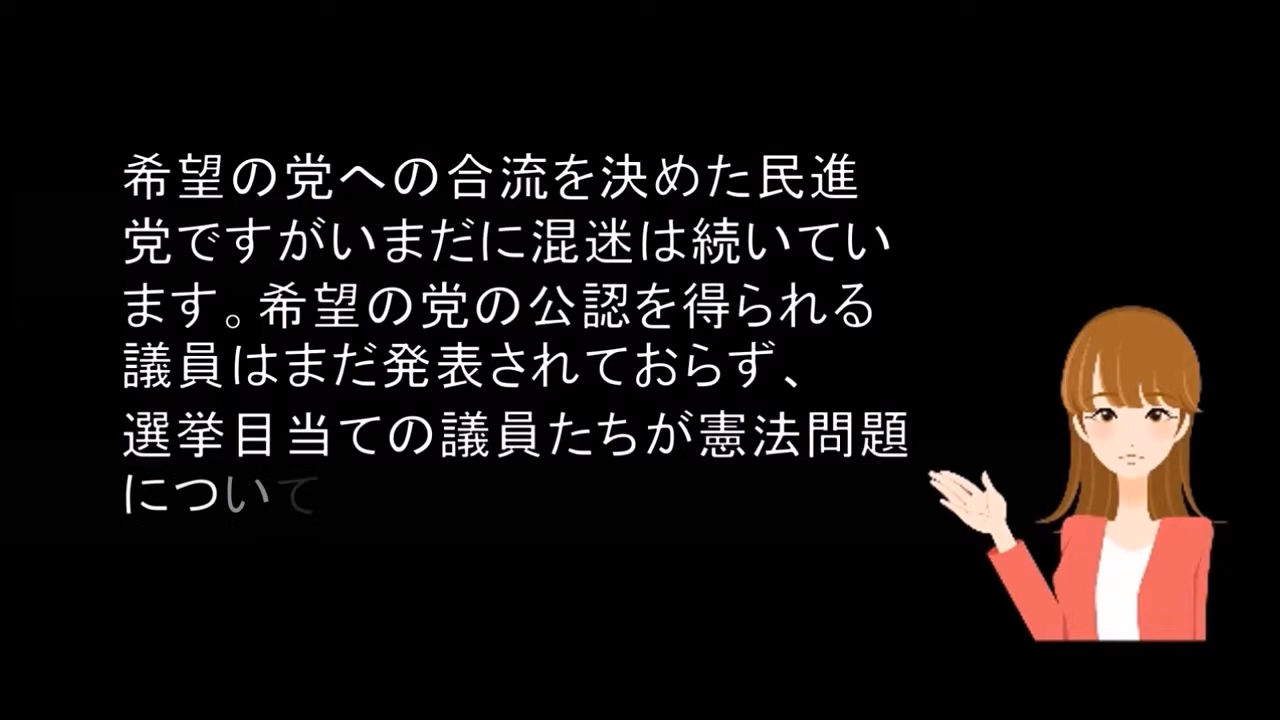 希望の党への合流を決めた民進
党ですがいまだに混迷は続いてい
ます。希望の党の公認を得られる
議員はまだ発表されておらず、
選挙目当ての議員たちが憲法問題
について